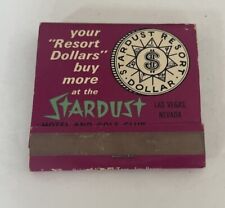 your
"Resort
Dollars"
buy
more
at the
STARDUST
HOTEL AND GOLF CLUB
STARDUST RESORT
$
DOLLAR
LAS VEGAS
NEVADA